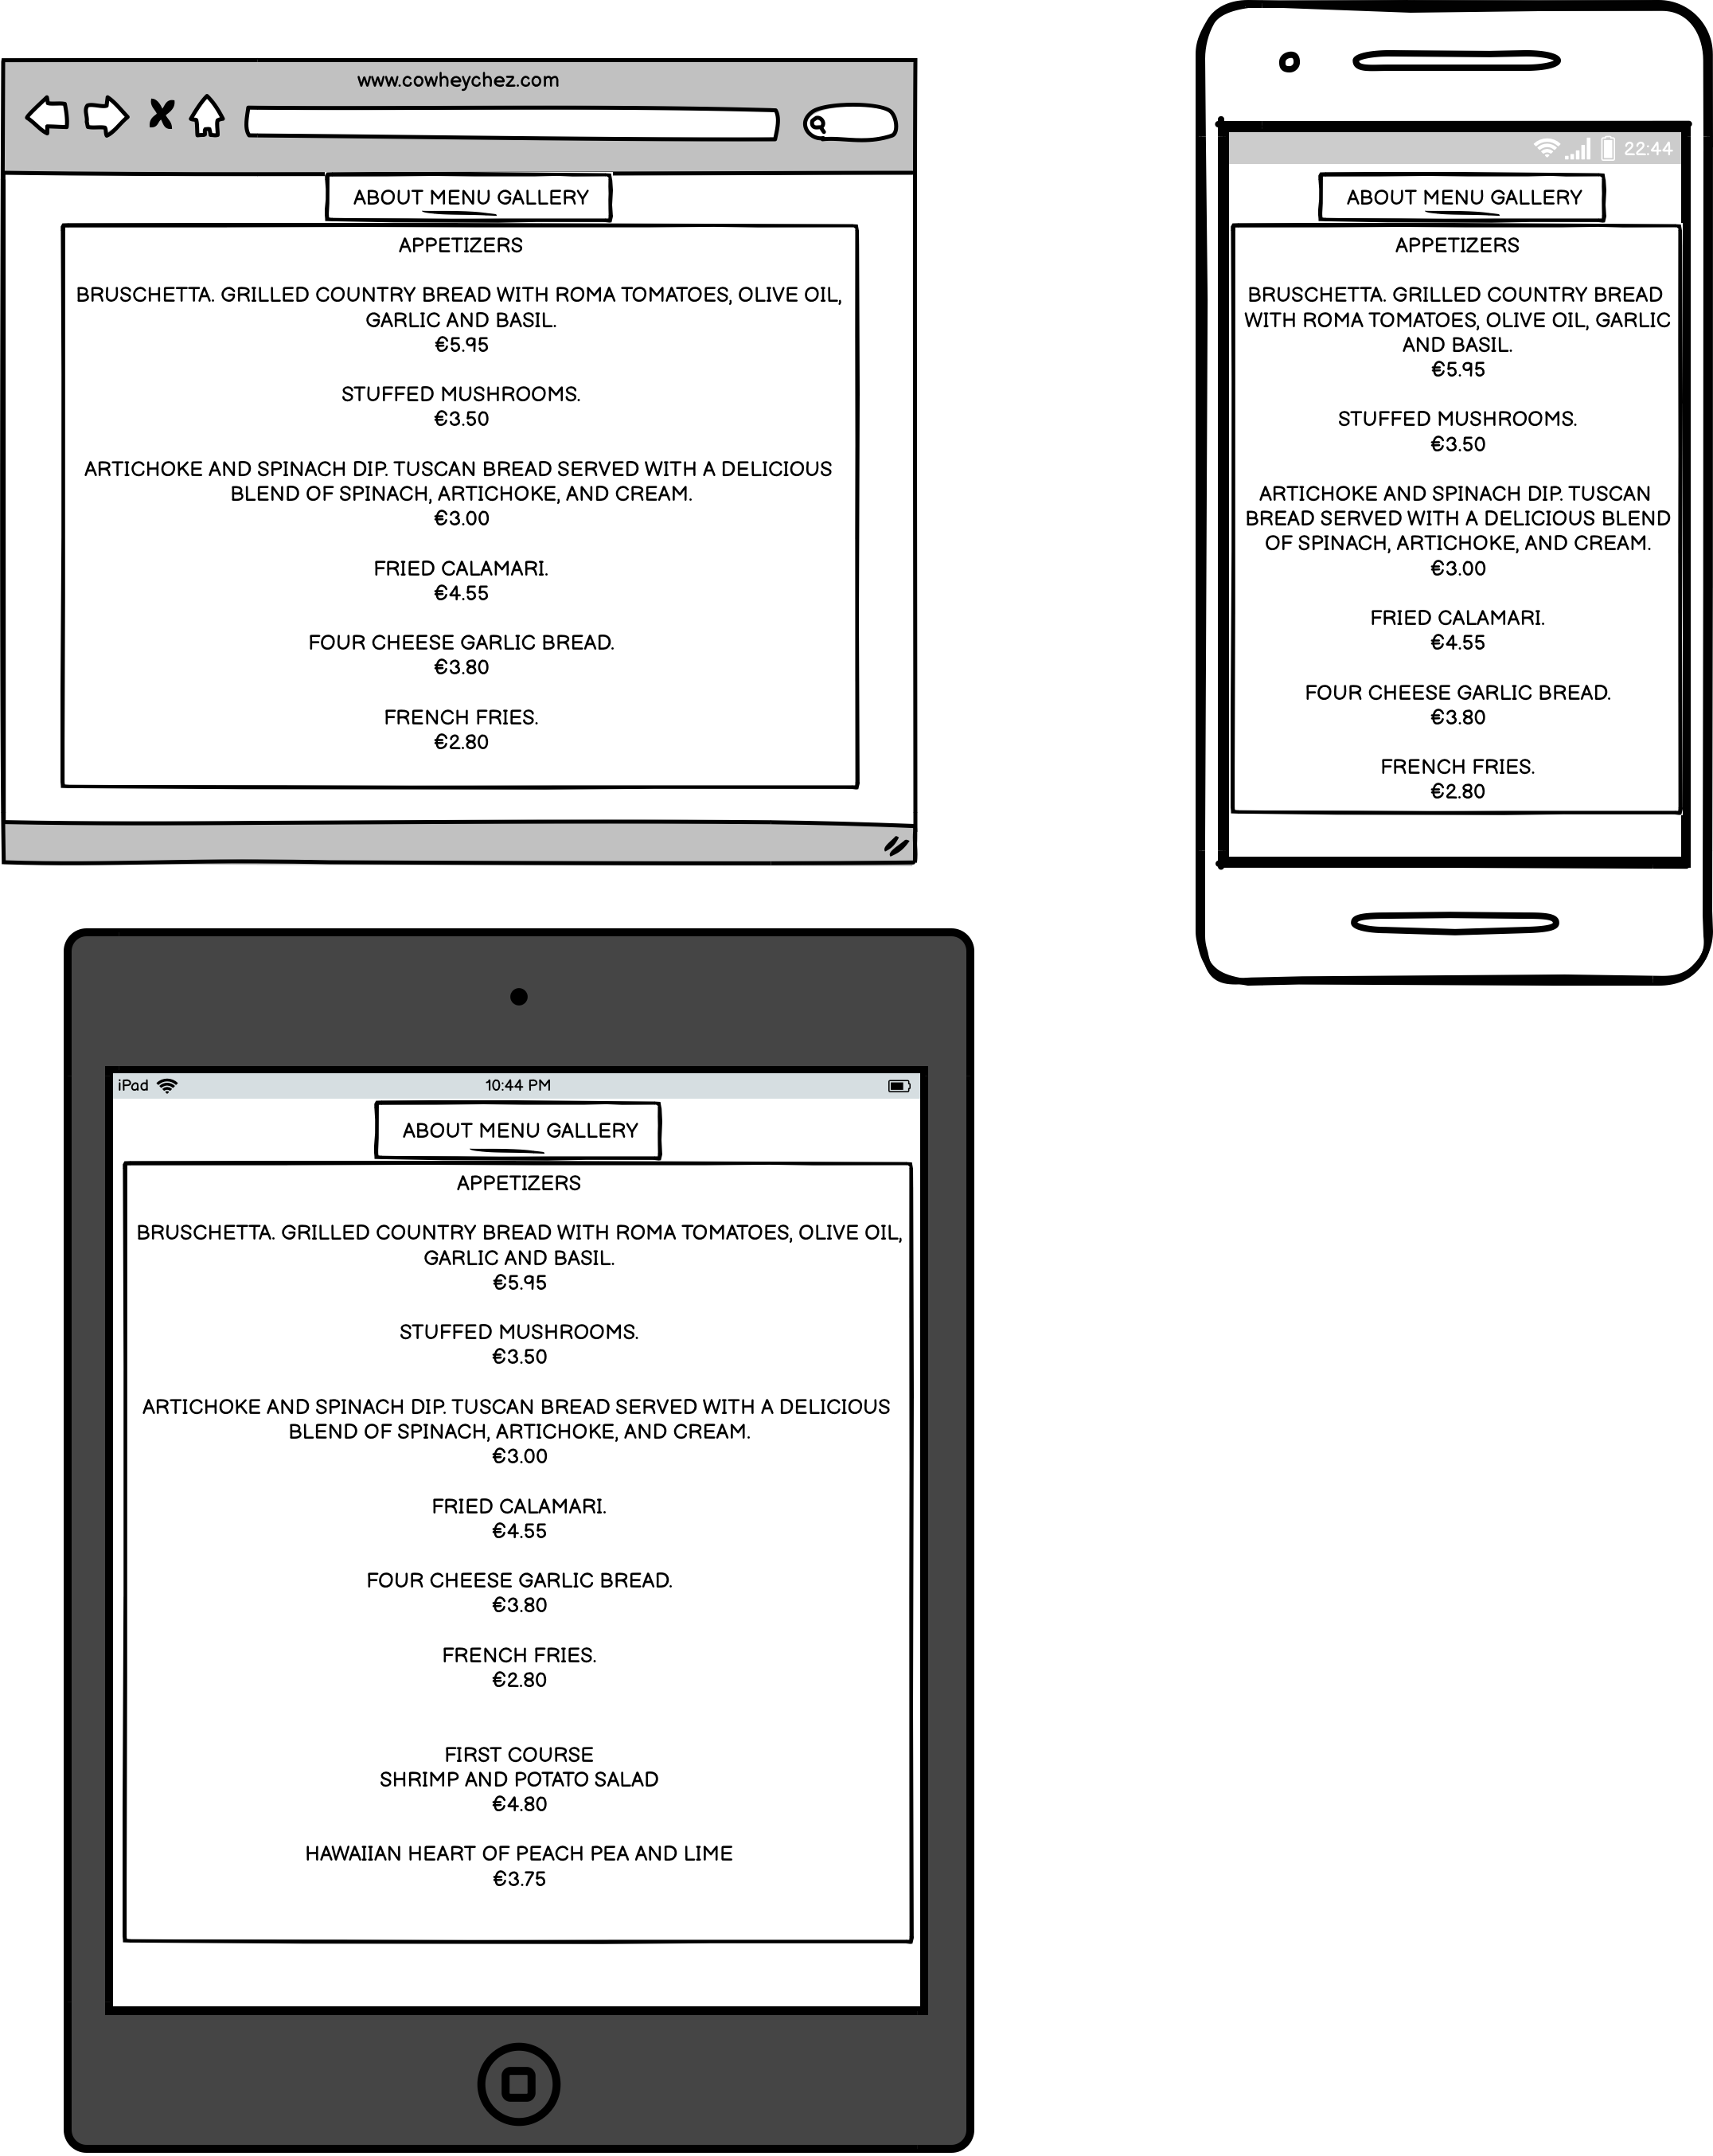 www.cowheychez.com
ABOUT MENU GALLERY
APPETIZERS
BRUSCHETTA. GRILLED COUNTRY BREAD WITH ROMA TOMATOES, OLIVE OIL,
GARLIC AND BASIL.
€5.95
STUFFED MUSHROOMS.
€3.50
ARTICHOKE AND SPINACH DIP. TUSCAN BREAD SERVED WITH A DELICIOUS
BLEND OF SPINACH, ARTICHOKE, AND CREAM.
€3.00
FRIED CALAMARI.
€4.55
FOUR CHEESE GARLIC BREAD.
€3.80
FRENCH FRIES.
€2.80
22:44
ABOUT MENU GALLERY
APPETIZERS
BRUSCHETTA. GRILLED COUNTRY BREAD
WITH ROMA TOMATOES, OLIVE OIL, GARLIC
AND BASIL.
€5.95
STUFFED MUSHROOMS.
€3.50
ARTICHOKE AND SPINACH DIP. TUSCAN
BREAD SERVED WITH A DELICIOUS BLEND
OF SPINACH, ARTICHOKE, AND CREAM.
€3.00
FRIED CALAMARI.
€4.55
FOUR CHEESE GARLIC BREAD.
€3.80
FRENCH FRIES.
€2.80
iPad 10:44 PM
ABOUT MENU GALLERY
APPETIZERS
BRUSCHETTA. GRILLED COUNTRY BREAD WITH ROMA TOMATOES, OLIVE OIL,
GARLIC AND BASIL.
€5.95
STUFFED MUSHROOMS.
€3.50
ARTICHOKE AND SPINACH DIP. TUSCAN BREAD SERVED WITH A DELICIOUS
BLEND OF SPINACH, ARTICHOKE, AND CREAM.
€3.00
FRIED CALAMARI.
€4.55
FOUR CHEESE GARLIC BREAD.
€3.80
FRENCH FRIES.
€2.80
FIRST COURSE
SHRIMP AND POTATO SALAD
€4.80
HAWAIIAN HEART OF PEACH PEA AND LIME
€3.75